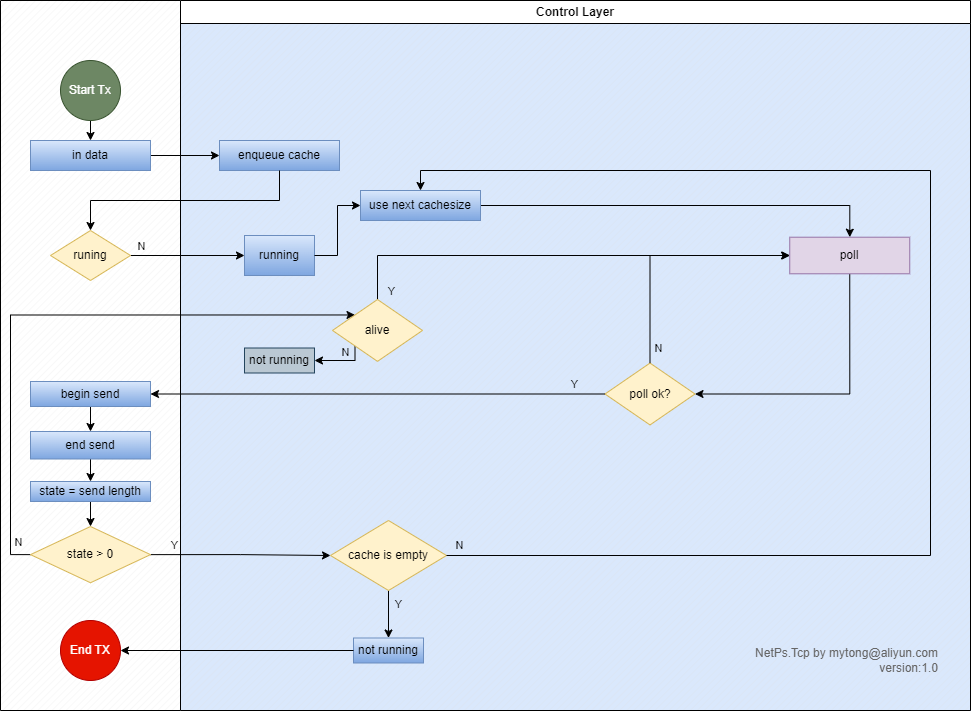 Control Layer
Start Tx
in data
enqueue cache
use next cachesize
runing
N
running
poll
Y
alive
N
not running
N
begin send
Y
poll ok?
end send
state = send length
N
state > 0
Y
cache is empty
N
Y
End TX
not running
NetPs.Tcp by mytong@aliyun.com
version:1.0